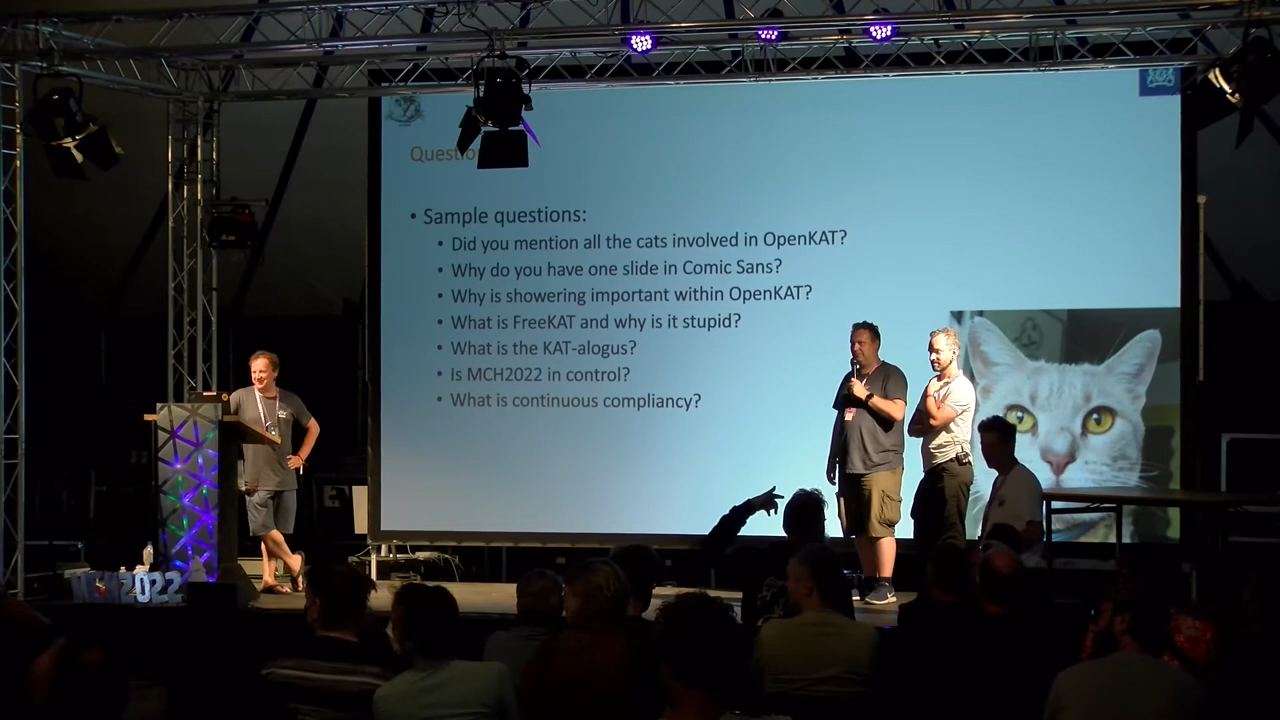 Questio
• Sample questions:
• Did you mention all the cats involved in OpenKAT?
• Why do you have one slide in Comic Sans?
• Why is showering important within OpenKAT?
• What is FreeKAT and why is it stupid?
• What is the KAT-alogus?
• Is MCH2022 in control?
• What is continuous compliancy?
MCH2022